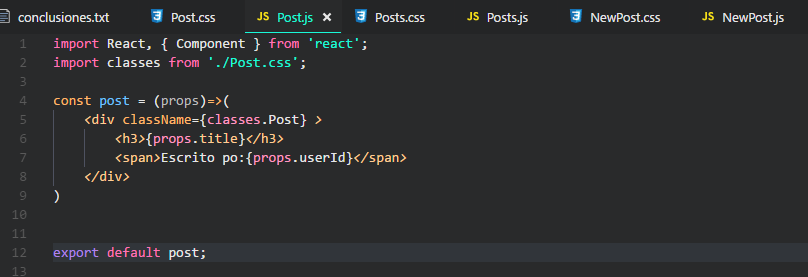 conclusiones.txt Post.css JS Post.js × Posts.css JS Posts.js NewPost.css JS NewPost.js
1 import React, { Component } from 'react';
2 import classes from './Post.css';
3
4 const post = (props)=>(
5 <div className={classes.Post} >
6 <h3>{props.title}</h3>
7 <span>Escrito po:{props.userId}</span>
8 </div>
9 )
10
11
12 export default post;
13